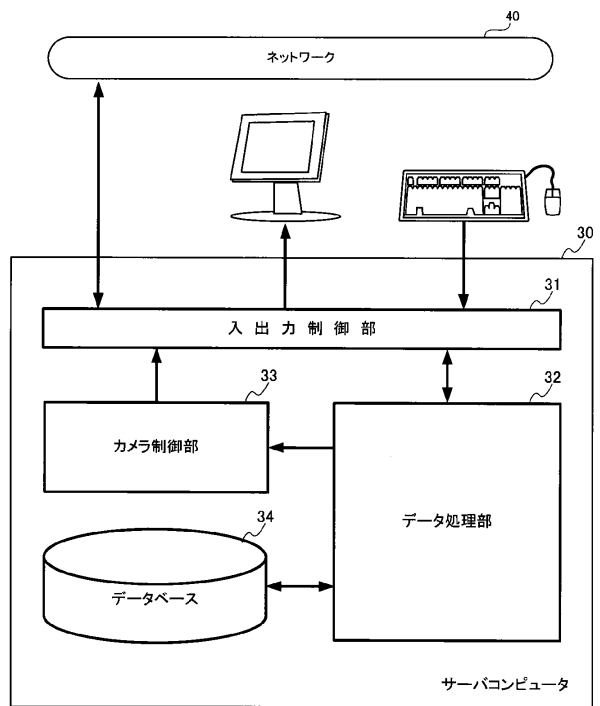 40
ネットワーク
30
31
入出力制御部
33
32
カメラ制御部
データ処理部
34
データベース
サーバコンピュータ